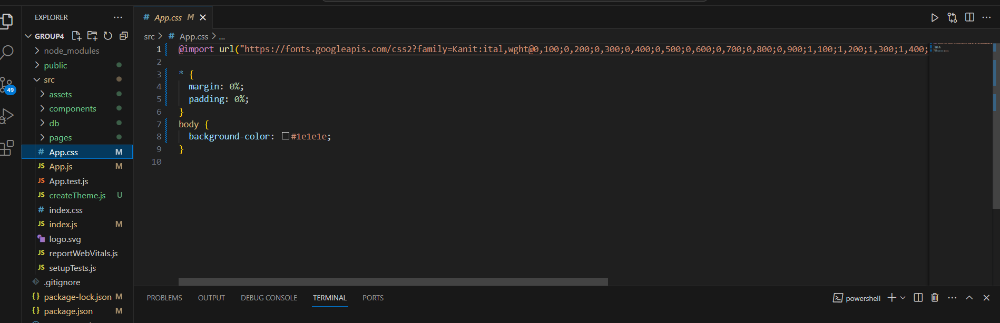 EXPLORER
GROUP4
node_modules
public
src
assets
components
db
pages
# App.css M
JS App.js M
JS App.test.js
JS createTheme.js U
# index.css
JS index.js M
logo.svg
JS reportWebVitals.js
JS setupTests.js
.gitignore
{} package-lock.json M
{} package.json M
49
# App.css M
src > # App.css > ...
1 @import url("https://fonts.googleapis.com/css2?family=Kanit:ital,wght@0,100;0,200;0,300;0,400;0,500;0,600;0,700;0,800;0,900;1,100;1,200;1,300;1,400;
2
3 * {
4 margin: 0%;
5 padding: 0%;
6 }
7 body {
8 background-color: #1e1e1e;
9 }
10
PROBLEMS OUTPUT DEBUG CONSOLE TERMINAL PORTS
powershell